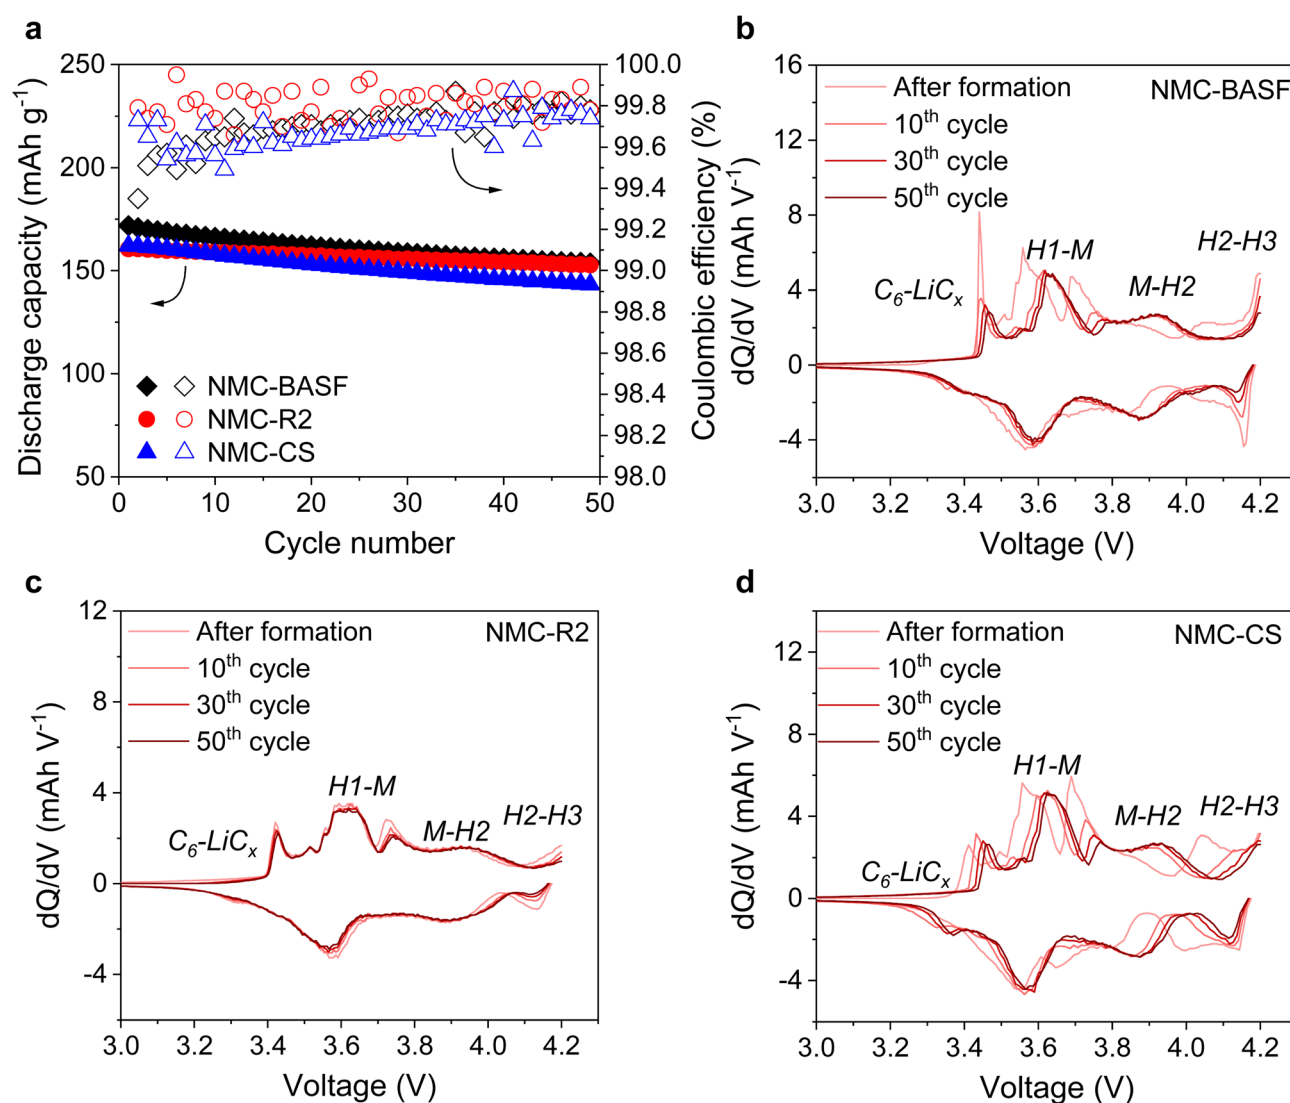 a
250
200
150
100
50
Discharge capacity (mAh g⁻¹)
100.0
99.8
99.6
99.4
99.2
99.0
98.8
98.6
98.4
98.2
98.0
Coulombic efficiency (%)
NMC-BASF
NMC-R2
NMC-CS
0 10 20 30 40 50
Cycle number
b
16
12
8
4
0
-4
dQ/dV (mAh V⁻¹)
After formation
10ᵗʰ cycle
30ᵗʰ cycle
50ᵗʰ cycle
NMC-BASF
C₆-LiCₓ
H1-M
M-H2
H2-H3
3.0 3.2 3.4 3.6 3.8 4.0 4.2
Voltage (V)
c
12
8
4
0
-4
dQ/dV (mAh V⁻¹)
After formation
10ᵗʰ cycle
30ᵗʰ cycle
50ᵗʰ cycle
NMC-R2
C₆-LiCₓ
H1-M
M-H2
H2-H3
3.0 3.2 3.4 3.6 3.8 4.0 4.2
Voltage (V)
d
12
8
4
0
-4
dQ/dV (mAh V⁻¹)
After formation
10ᵗʰ cycle
30ᵗʰ cycle
50ᵗʰ cycle
NMC-CS
C₆-LiCₓ
H1-M
M-H2
H2-H3
3.0 3.2 3.4 3.6 3.8 4.0 4.2
Voltage (V)